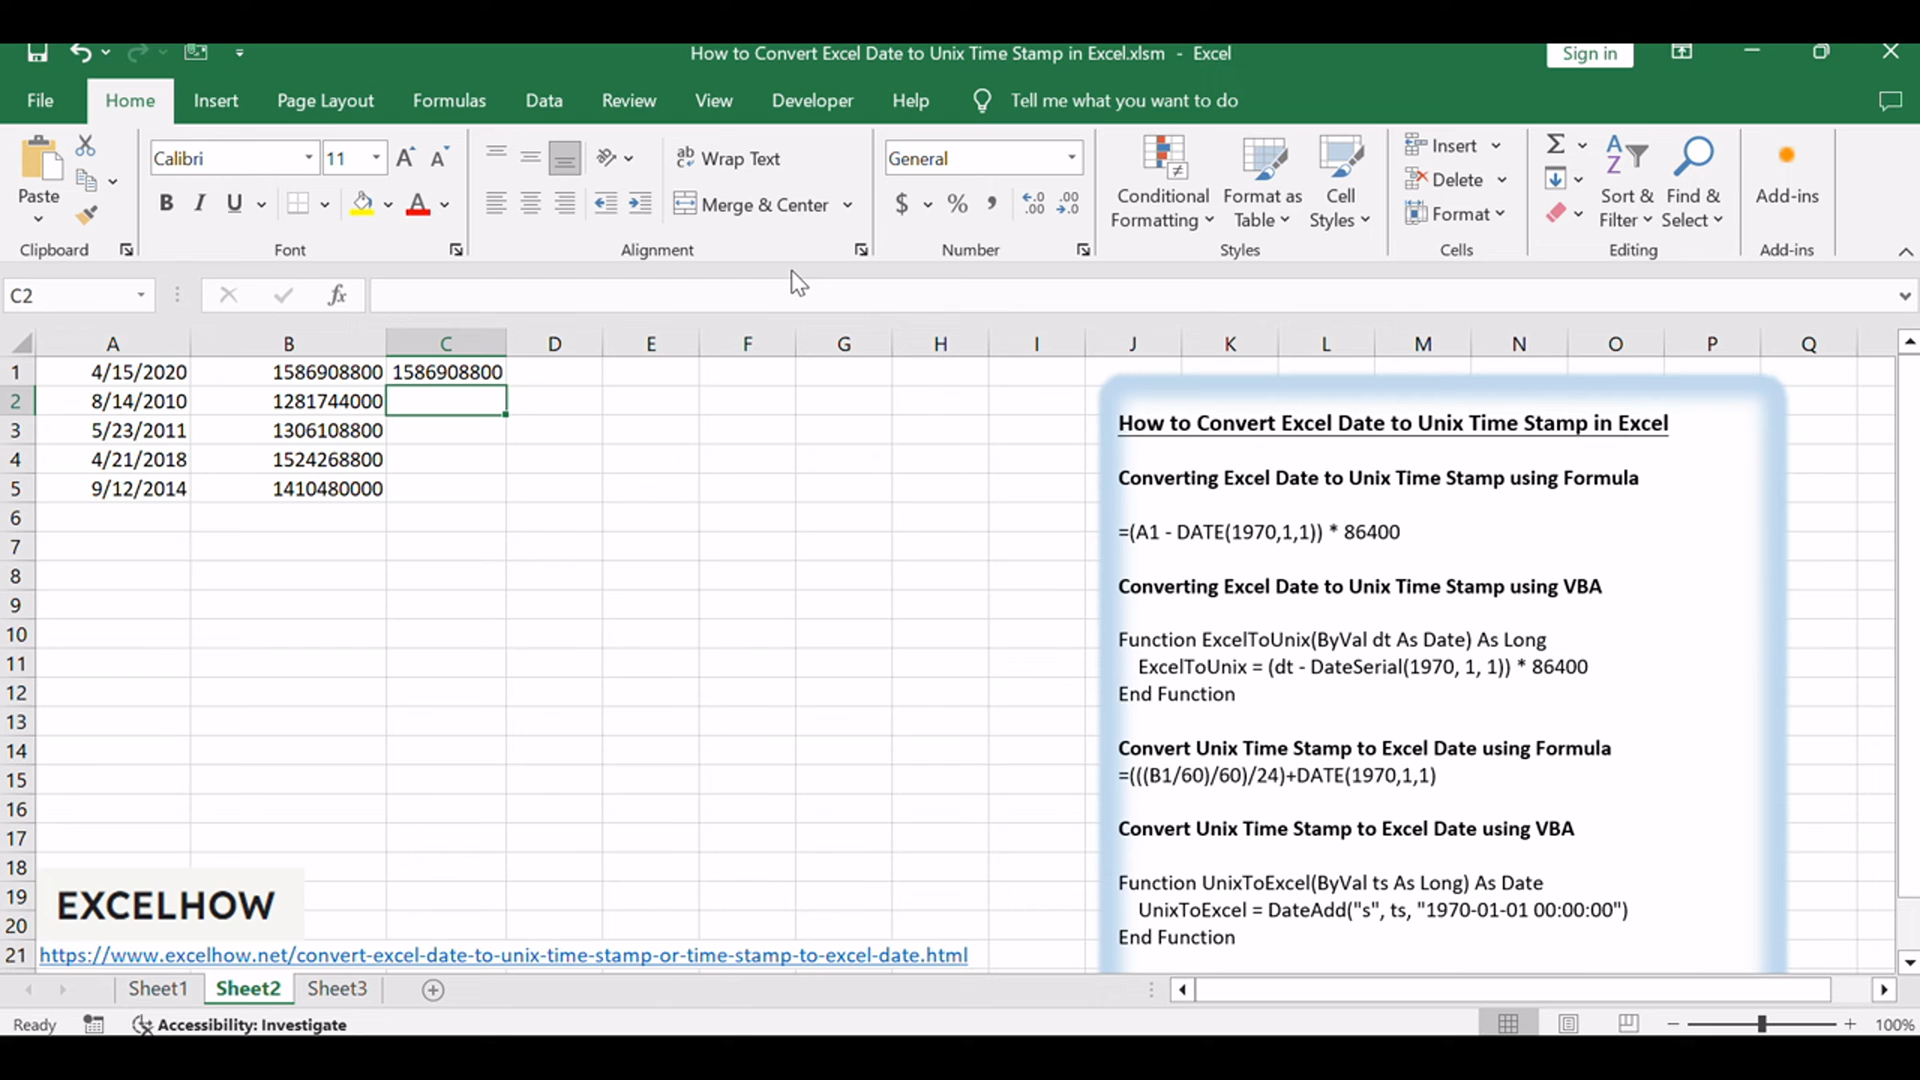 How to Convert Excel Date to Unix Time Stamp in Excel.xlsm - Excel
Sign in
File Home Insert Page Layout Formulas Data Review View Developer Help Tell me what you want to do
Paste
Clipboard
Calibri 11
B I U A
Font
ab Wrap Text
Merge & Center
Alignment
General
$ % ,
Number
Conditional Formatting
Format as Table
Cell Styles
Styles
Insert
Delete
Format
Cells
Sort & Filter
Find & Select
Editing
Add-ins
Add-ins
C2 fx
A B C D E F G H I J K L M N O P Q
1 4/15/2020 1586908800 1586908800
2 8/14/2010 1281744000
3 5/23/2011 1306108800
4 4/21/2018 1524268800
5 9/12/2014 1410480000
6
7
8
9
10
11
12
13
14
15
16
17
18
19
20
21
How to Convert Excel Date to Unix Time Stamp in Excel
Converting Excel Date to Unix Time Stamp using Formula
=(A1 - DATE(1970,1,1)) * 86400
Converting Excel Date to Unix Time Stamp using VBA
Function ExcelToUnix(ByVal dt As Date) As Long
ExcelToUnix = (dt - DateSerial(1970, 1, 1)) * 86400
End Function
Convert Unix Time Stamp to Excel Date using Formula
=(((B1/60)/60)/24)+DATE(1970,1,1)
Convert Unix Time Stamp to Excel Date using VBA
Function UnixToExcel(ByVal ts As Long) As Date
UnixToExcel = DateAdd("s", ts, "1970-01-01 00:00:00")
End Function
EXCELHOW
https://www.excelhow.net/convert-excel-date-to-unix-time-stamp-or-time-stamp-to-excel-date.html
Sheet1 Sheet2 Sheet3
Ready Accessibility: Investigate 100%